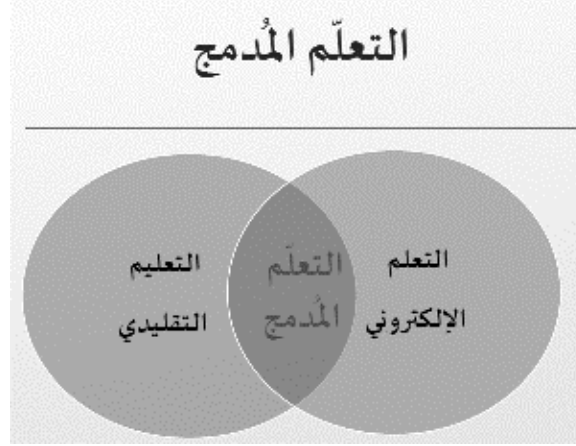 التعلّم المُدمج
التعلم
الإلكتروني
التعلّم
المُدمج
التعليم
التقليدي